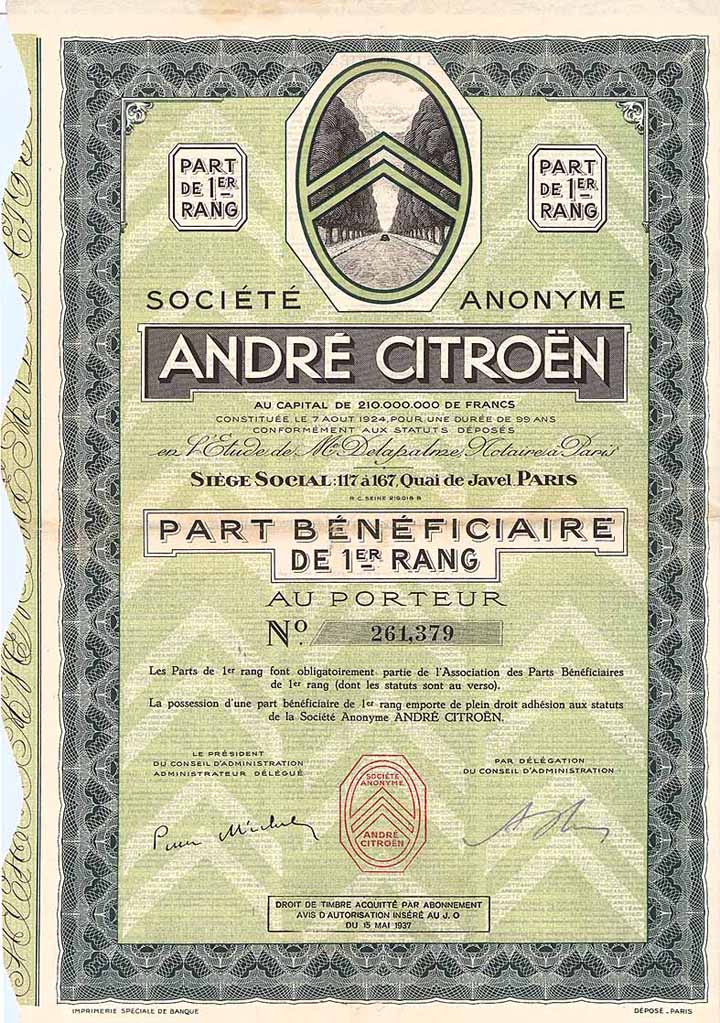 PART
DE 1ER
RANG
PART
DE 1ER
RANG
SOCIÉTÉ ANONYME
ANDRÉ CITROËN
AU CAPITAL DE 210.000.000 DE FRANCS
CONSTITUÉE LE 7 AOUT 1924, POUR UNE DURÉE DE 99 ANS
CONFORMÉMENT AUX STATUTS DÉPOSÉS
en l'Etude de Me Delapalme, Notaire à Paris
SIÈGE SOCIAL: 117 à 167, Quai de Javel PARIS
R.C. SEINE 219018 B
PART BÉNÉFICIAIRE
DE 1ER RANG
AU PORTEUR
No. 261,379
Les Parts de 1er rang font obligatoirement partie de l'Association des Parts Bénéficiaires
de 1er rang (dont les statuts sont au verso).
La possession d'une part bénéficiaire de 1er rang emporte de plein droit adhésion aux statuts
de la Société Anonyme ANDRÉ CITROËN.
LE PRÉSIDENT
DU CONSEIL D'ADMINISTRATION
ADMINISTRATEUR DÉLÉGUÉ
PAR DÉLÉGATION
DU CONSEIL D'ADMINISTRATION
SOCIÉTÉ
ANONYME
ANDRÉ
CITROËN
DROIT DE TIMBRE ACQUITTÉ PAR ABONNEMENT
AVIS D'AUTORISATION INSÉRÉ AU J. O
DU 15 MAI 1937
IMPRIMERIE SPÉCIALE DE BANQUE
DÉPOSÉ - PARIS